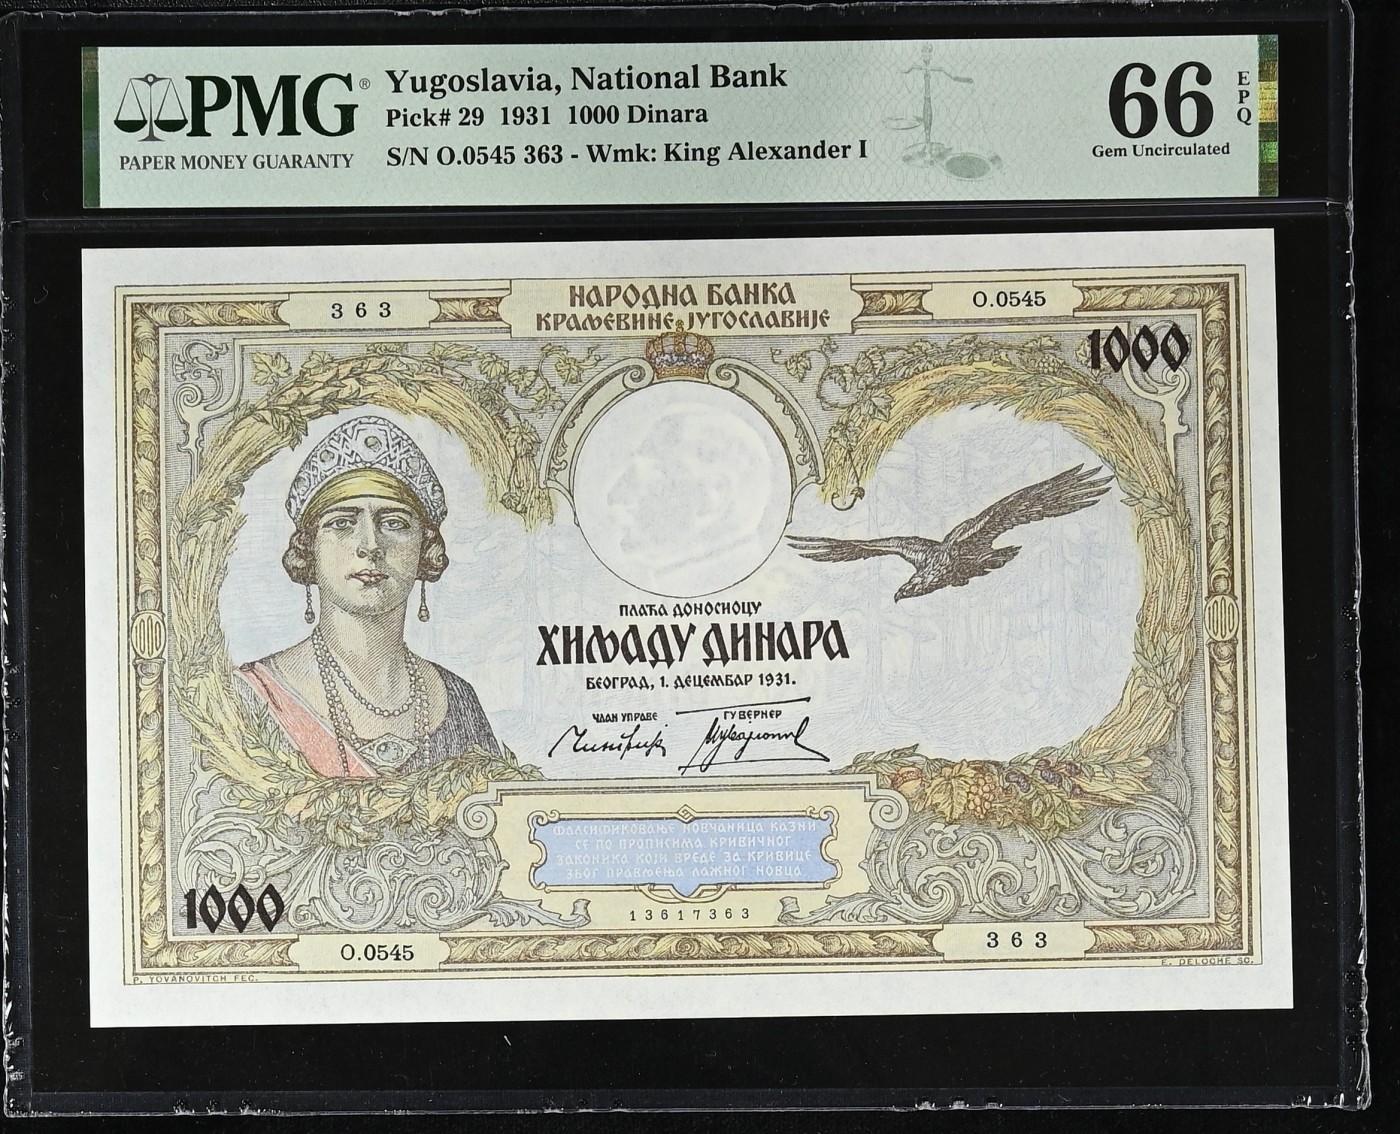 PMG®
PAPER MONEY GUARANTY
Yugoslavia, National Bank
Pick# 29 1931 1000 Dinara
S/N O.0545 363 - Wmk: King Alexander I
66
EPQ
Gem Uncirculated
363
НАРОДНА БАНКА
КРАЉЕВИНЕ ЈУГОСЛАВИЈЕ
O.0545
1000
1000
1000
ПЛАЋА ДОНОСИОЦУ
ХИЉАДУ ДИНАРА
БЕОГРАД, 1. ДЕЦЕМБАР 1931.
ЧЛАН УПРАВЕ
ГУВЕРНЕР
ФАЛСИФИКОВАЊЕ НОВЧАНИЦА КАЗНИ
СЕ ПО ПРОПИСИМА КРИВИЧНОГ
ЗАКОНИКА КОЈИ ВРЕДЕ ЗА КРИВИЦЕ
ЗБОГ ПРАВЉЕЊА ЛАЖНОГ НОВЦА
1000
13617363
O.0545
363
P. YOVANOVITCH FEC.
E. DELOCHE SC.